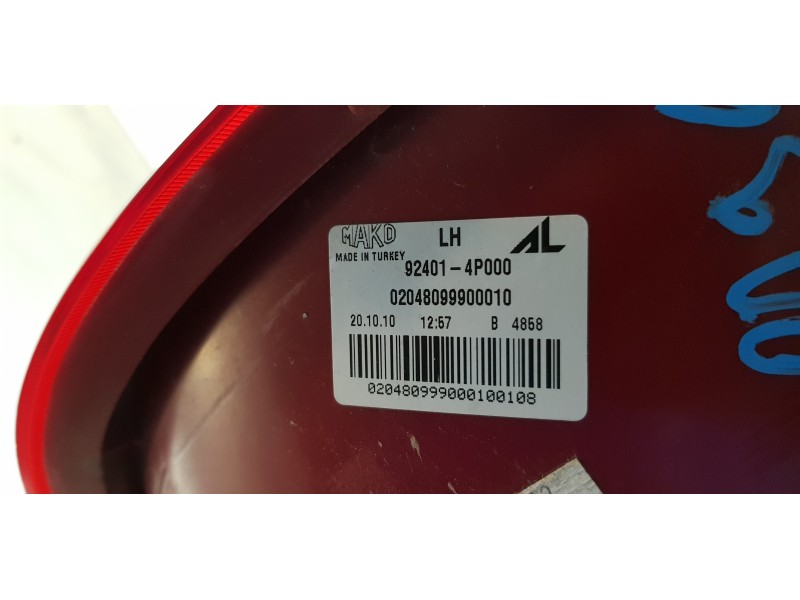 MAKO LH AL
MADE IN TURKEY
92401-4P000
02048099900010
20.10.10 12:57 B 4858
020480999000100108